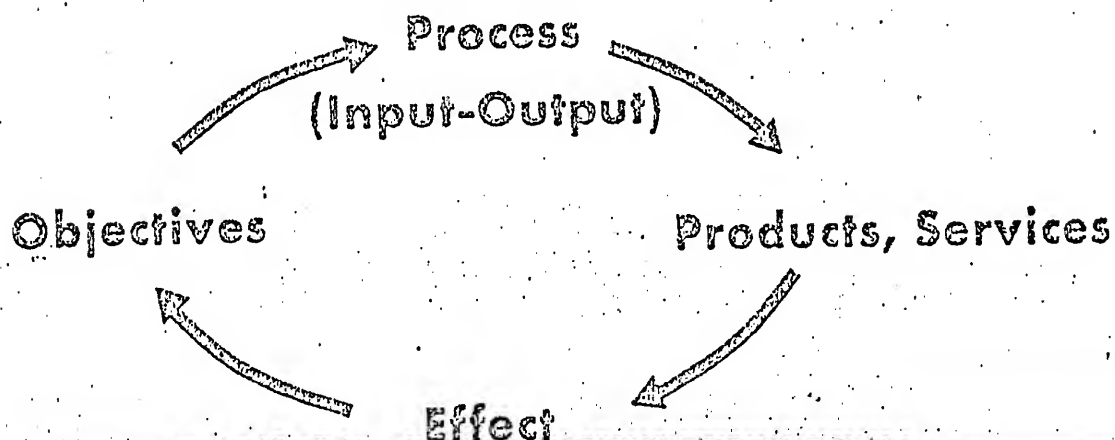 Process
(Input-Output)
Objectives
Products, Services
Effect